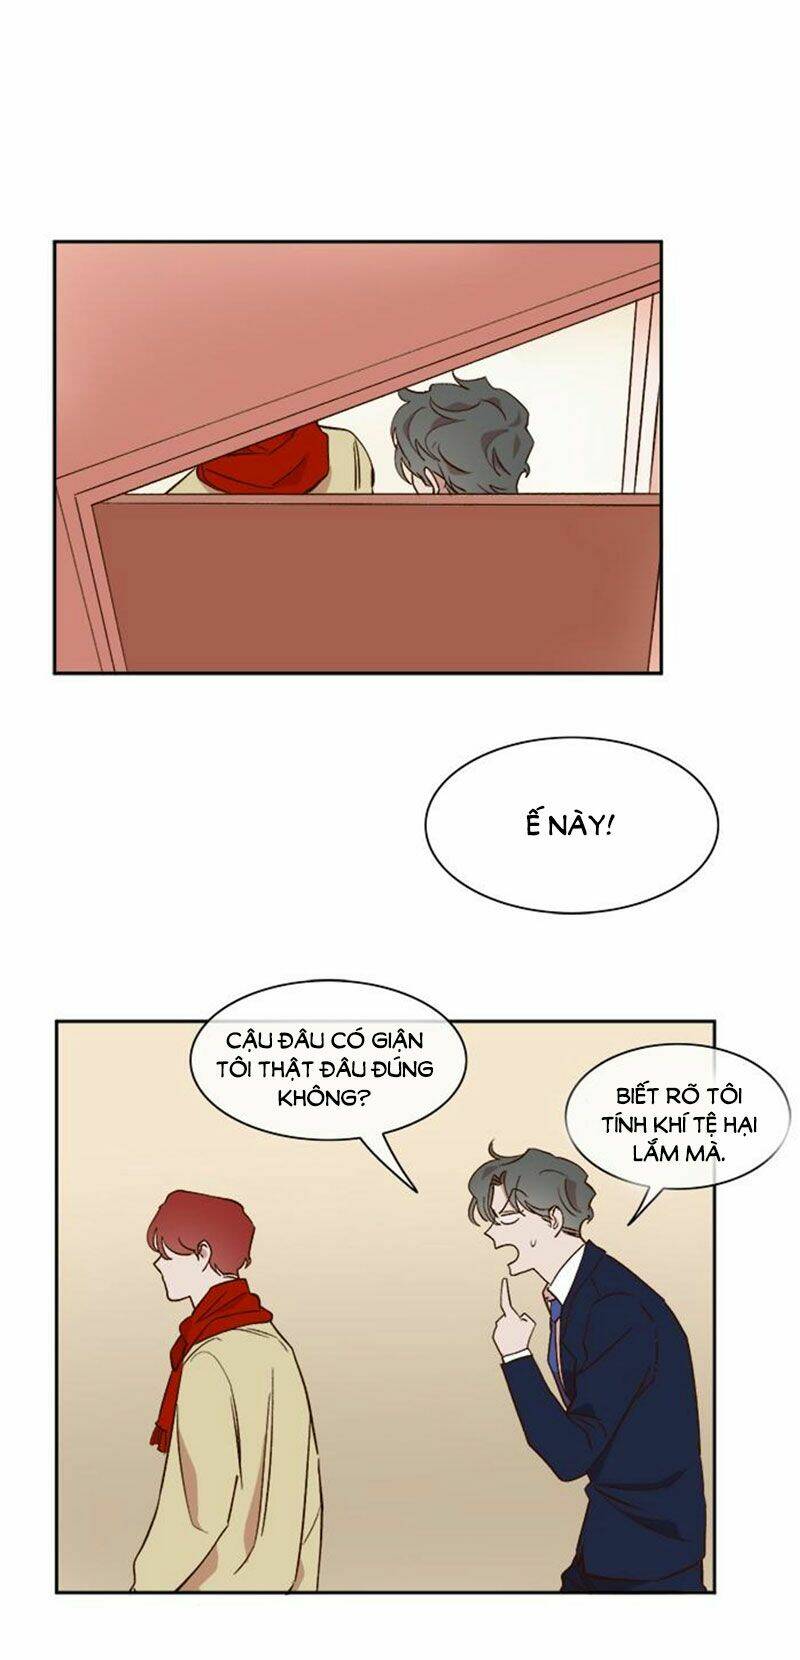 Ế NÀY!
CẬU ĐÂU CÓ GIẬN
TÔI THẬT ĐÂU ĐÚNG
KHÔNG?
BIẾT RÕ TÔI
TÍNH KHÍ TỆ HẠI
LẮM MÀ.